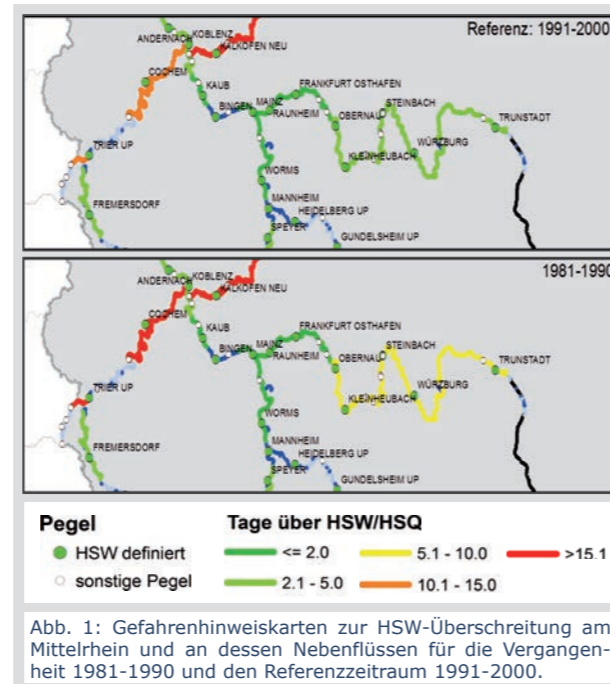 Referenz: 1991-2000
ANDERNACH
KOBLENZ
KALKOFEN NEU
COCHEM
KAUB
BINGEN
MAINZ
FRANKFURT OSTHAFEN
RAUNHEIM
OBERNAU
STEINBACH
TRUNSTADT
WÜRZBURG
KLEINHEUBACH
TRIER UP
WORMS
FREMERSDORF
MANNHEIM
HEIDELBERG UP
SPEYER
GUNDELSHEIM UP
1981-1990
ANDERNACH
KOBLENZ
KALKOFEN NEU
COCHEM
KAUB
BINGEN
MAINZ
FRANKFURT OSTHAFEN
RAUNHEIM
OBERNAU
STEINBACH
TRUNSTADT
WÜRZBURG
KLEINHEUBACH
TRIER UP
WORMS
FREMERSDORF
MANNHEIM
HEIDELBERG UP
SPEYER
GUNDELSHEIM UP
Pegel
HSW definiert
sonstige Pegel
Tage über HSW/HSQ
<= 2.0
5.1 - 10.0
>15.1
2.1 - 5.0
10.1 - 15.0
Abb. 1: Gefahrenhinweiskarten zur HSW-Überschreitung am
Mittelrhein und an dessen Nebenflüssen für die Vergangen-
heit 1981-1990 und den Referenzzeitraum 1991-2000.